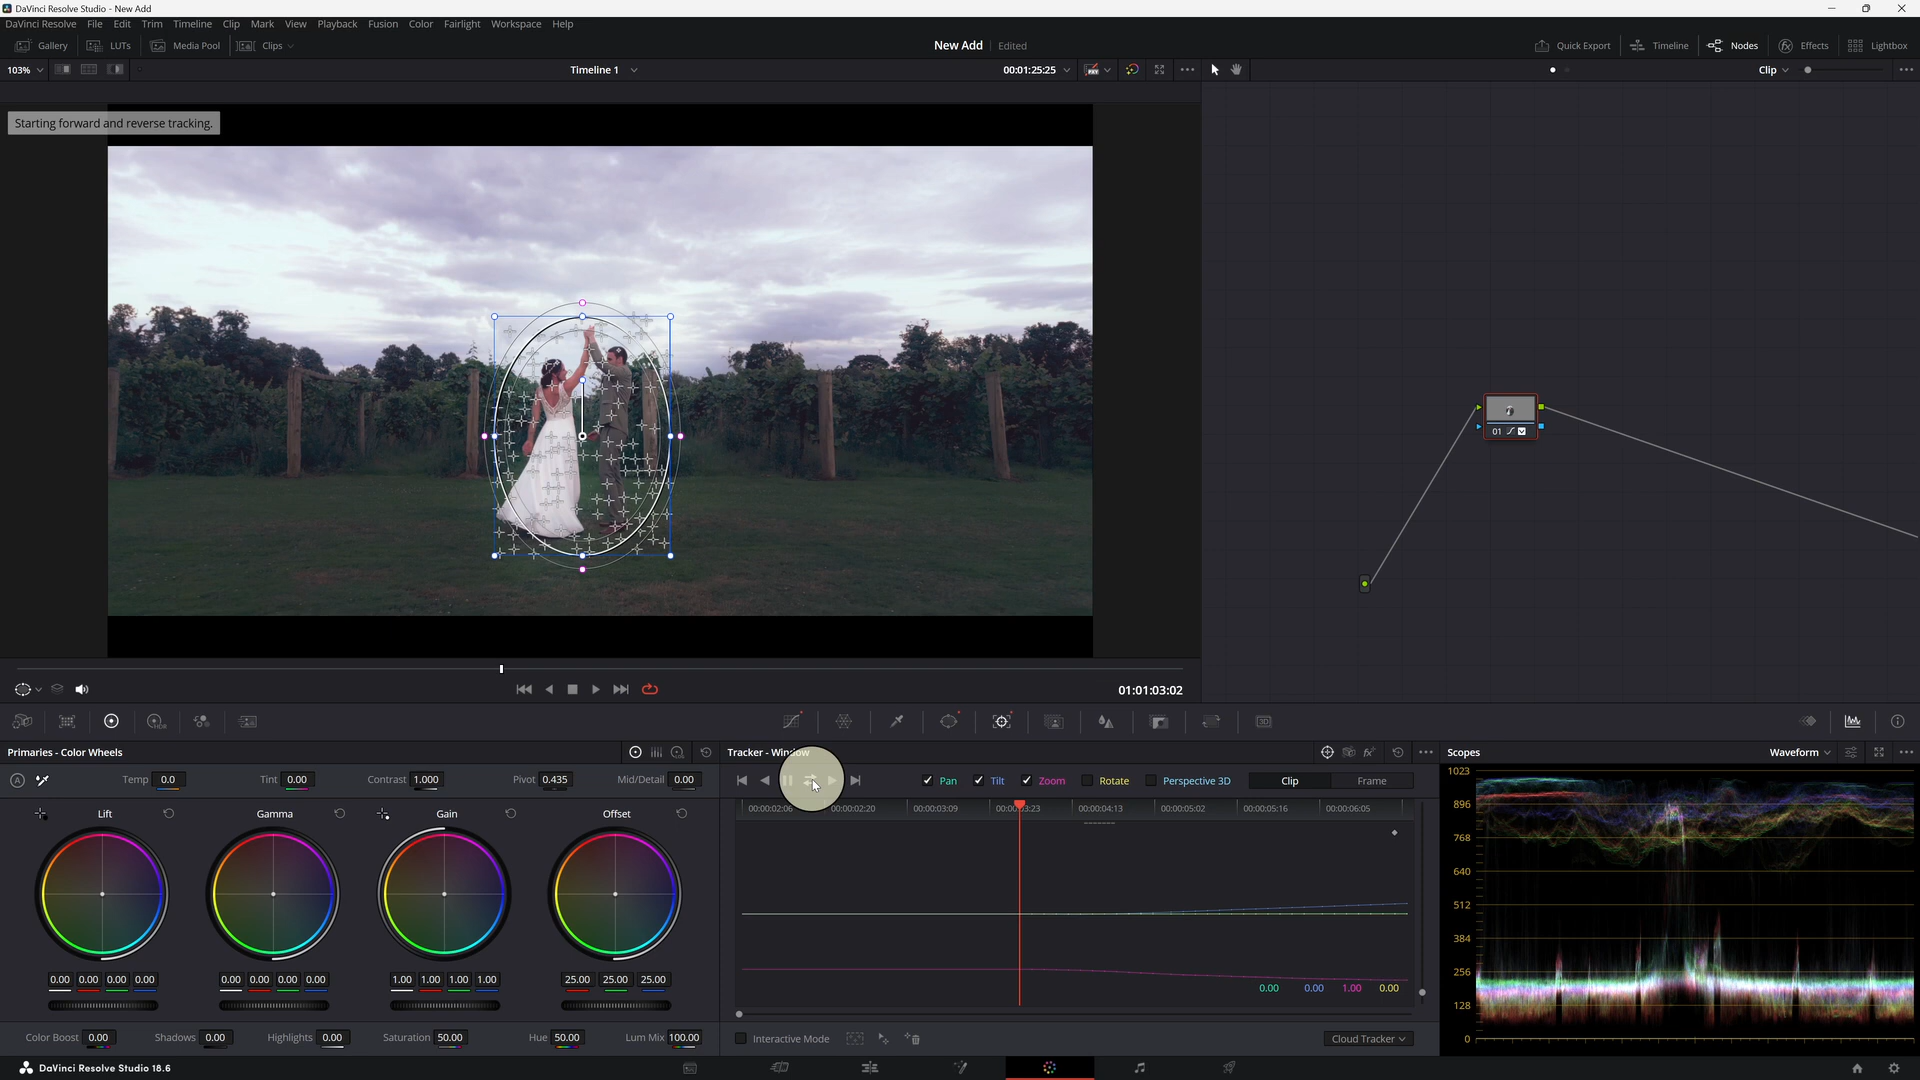 DaVinci Resolve Studio - New Add
DaVinci Resolve File Edit Trim Timeline Clip Mark View Playback Fusion Color Fairlight Workspace Help
Gallery LUTs Media Pool Clips New Add Edited Quick Export Timeline Nodes Effects Lightbox
103% Timeline 1 00:01:25:25 Clip
Starting forward and reverse tracking.
01
01:01:03:02
Primaries - Color Wheels
Temp 0.0 Tint 0.00 Contrast 1.000 Pivot 0.435 Mid/Detail 0.00
Lift Gamma Gain Offset
0.00 0.00 0.00 0.00 0.00 0.00 0.00 0.00 1.00 1.00 1.00 1.00 25.00 25.00 25.00
Color Boost 0.00 Shadows 0.00 Highlights 0.00 Saturation 50.00 Hue 50.00 Lum Mix 100.00
Tracker - Window
Pan Tilt Zoom Rotate Perspective 3D Clip Frame
00:00:02:06 00:00:02:20 00:00:03:09 00:00:03:23 00:00:04:13 00:00:05:02 00:00:05:16 00:00:06:05
0.00 0.00 1.00 0.00
Interactive Mode Cloud Tracker
Scopes Waveform
1023
896
768
640
512
384
256
128
0
DaVinci Resolve Studio 18.6